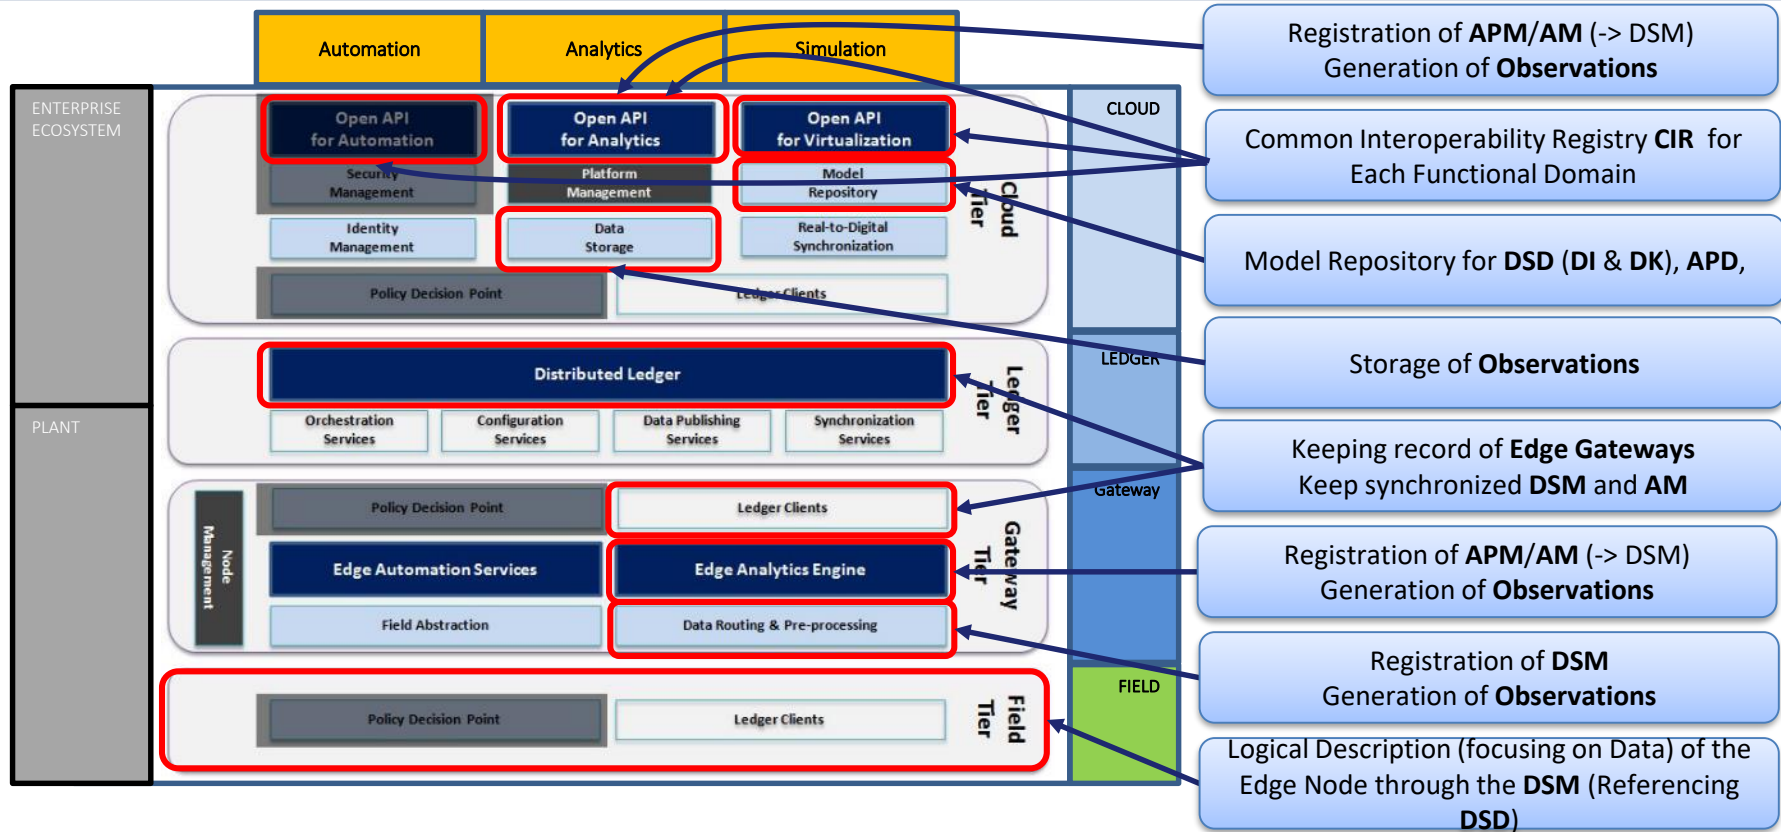 Automation
Analytics
Simulation
ENTERPRISE
ECOSYSTEM
PLANT
Open API
for Automation
Open API
for Analytics
Open API
for Virtualization
Security
Management
Platform
Management
Model
Repository
Identity
Management
Data
Storage
Real-to-Digital
Synchronization
Policy Decision Point
Ledger Clients
Cloud
Tier
CLOUD
Distributed Ledger
Orchestration
Services
Configuration
Services
Data Publishing
Services
Synchronization
Services
Ledger
Tier
LEDGER
Node
Management
Policy Decision Point
Ledger Clients
Edge Automation Services
Edge Analytics Engine
Field Abstraction
Data Routing & Pre-processing
Gateway
Tier
Gateway
Policy Decision Point
Ledger Clients
Field
Tier
FIELD
Registration of APM/AM (-> DSM)
Generation of Observations
Common Interoperability Registry CIR for
Each Functional Domain
Model Repository for DSD (DI & DK), APD,
Storage of Observations
Keeping record of Edge Gateways
Keep synchronized DSM and AM
Registration of APM/AM (-> DSM)
Generation of Observations
Registration of DSM
Generation of Observations
Logical Description (focusing on Data) of the
Edge Node through the DSM (Referencing
DSD)